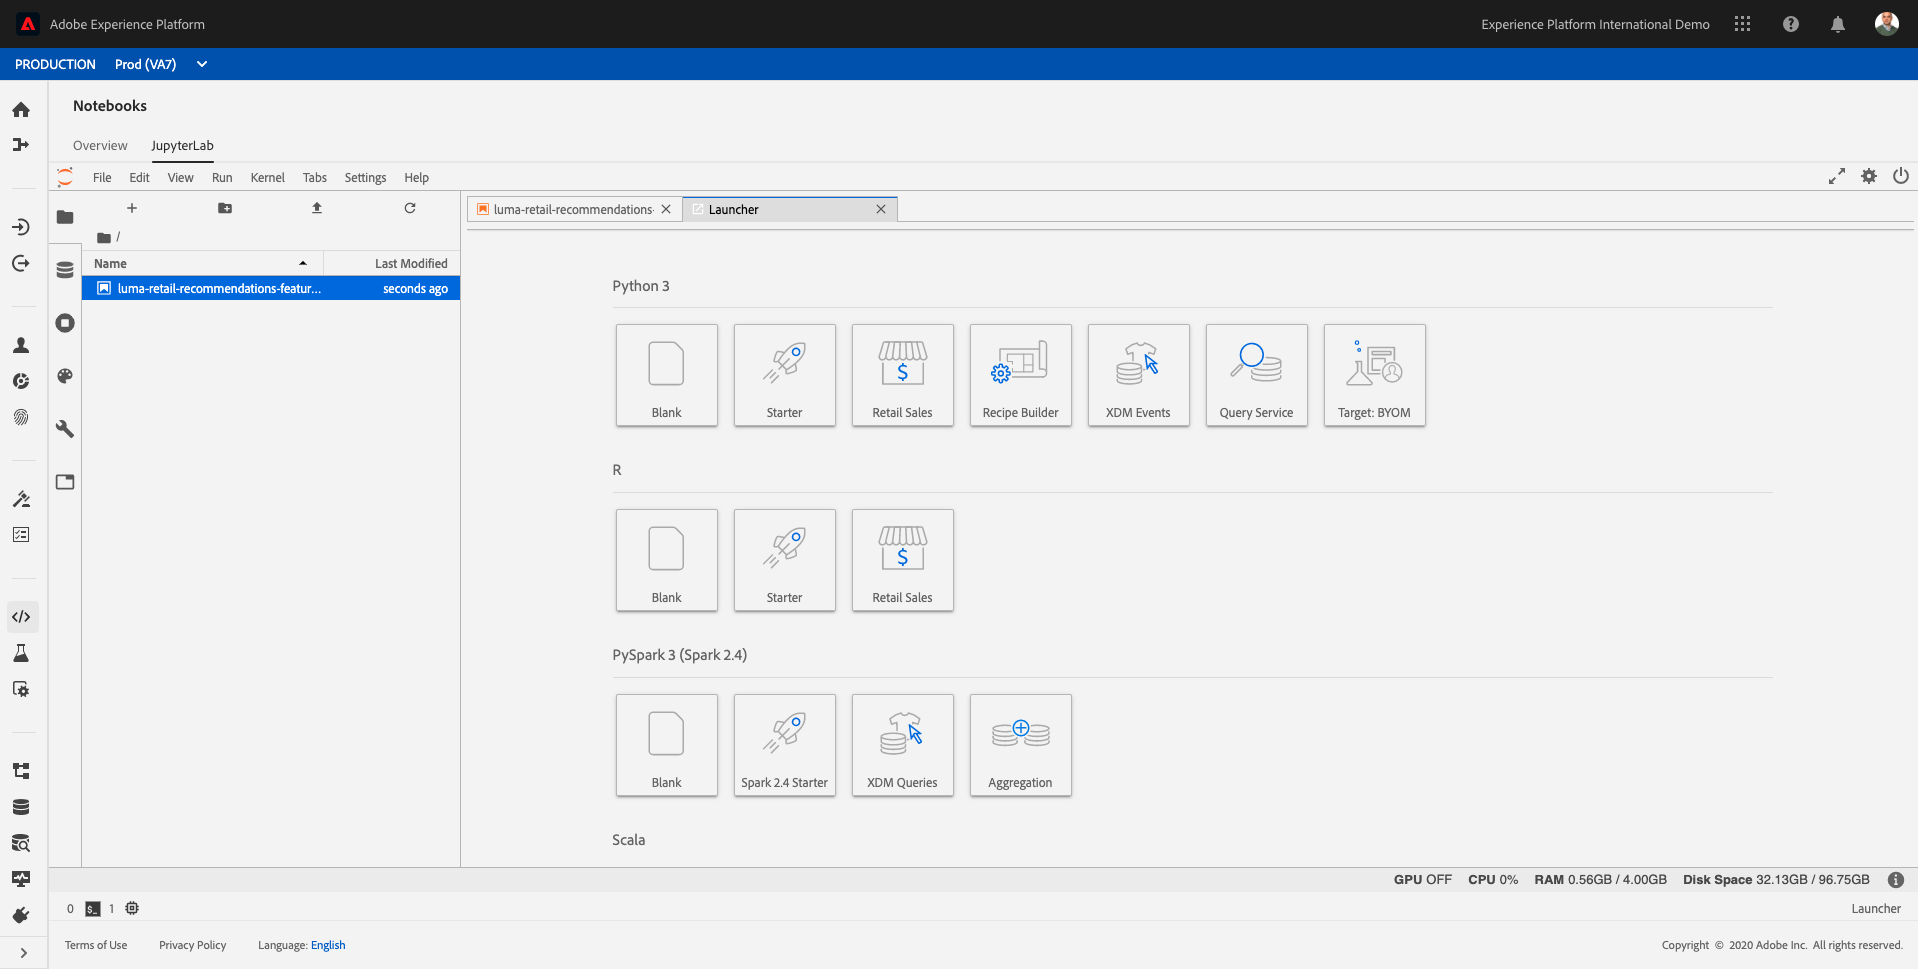 Adobe Experience Platform
Experience Platform International Demo
PRODUCTION Prod (VA7)
Notebooks
Overview JupyterLab
File Edit View Run Kernel Tabs Settings Help
luma-retail-recommendations- Launcher
/
Name Last Modified
luma-retail-recommendations-featur... seconds ago
Python 3
Blank Starter Retail Sales Recipe Builder XDM Events Query Service Target: BYOM
R
Blank Starter Retail Sales
PySpark 3 (Spark 2.4)
Blank Spark 2.4 Starter XDM Queries Aggregation
Scala
GPU OFF CPU 0% RAM 0.56GB / 4.00GB Disk Space 32.13GB / 96.75GB
0 $_ 1 Launcher
Terms of Use Privacy Policy Language: English Copyright © 2020 Adobe Inc. All rights reserved.